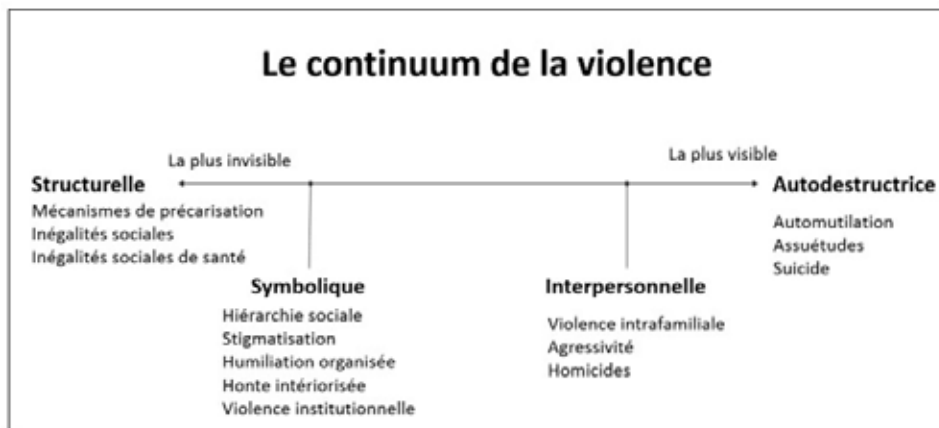 Le continuum de la violence
La plus invisible
La plus visible
Structurelle
Mécanismes de précarisation
Inégalités sociales
Inégalités sociales de santé
Symbolique
Hiérarchie sociale
Stigmatisation
Humiliation organisée
Honte intériorisée
Violence institutionnelle
Interpersonnelle
Violence intrafamiliale
Agressivité
Homicides
Autodestructrice
Automutilation
Assuétudes
Suicide